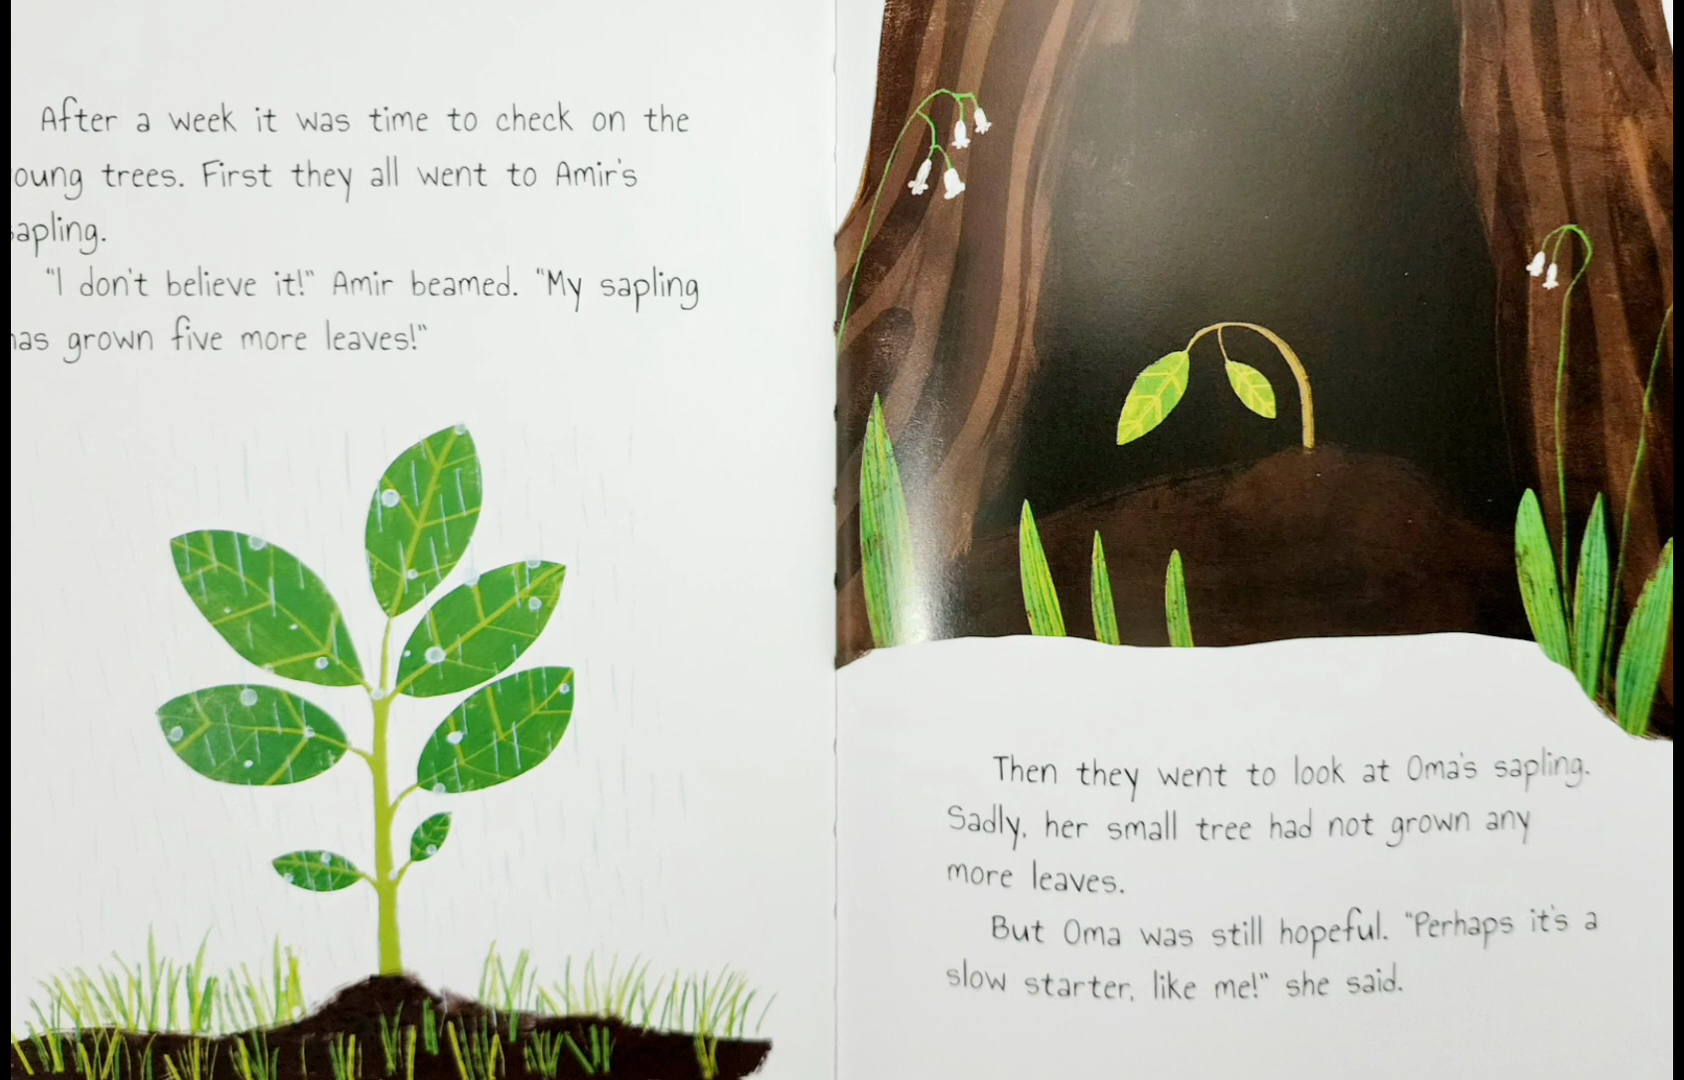 After a week it was time to check on the
oung trees. First they all went to Amir's
apling.
"I don't believe it!" Amir beamed. "My sapling
as grown five more leaves!"
Then they went to look at Oma's sapling.
Sadly, her small tree had not grown any
more leaves.
But Oma was still hopeful. "Perhaps it's a
slow starter, like me!" she said.